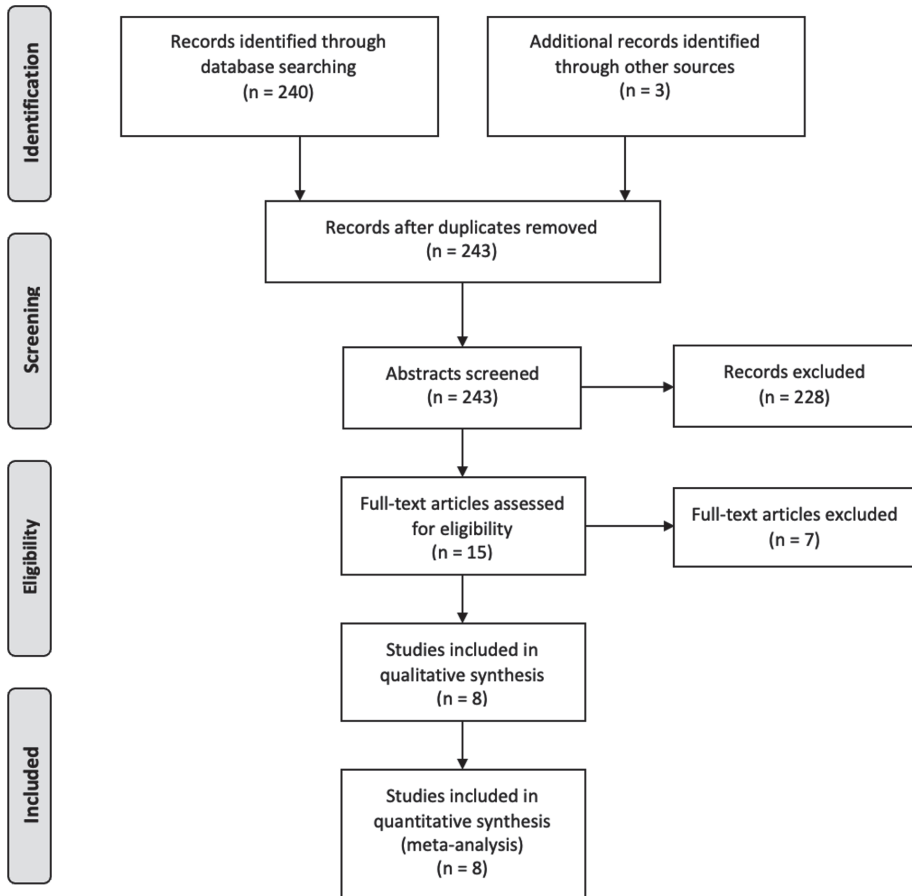 Identification
Records identified through
database searching
(n = 240)
Additional records identified
through other sources
(n = 3)
Records after duplicates removed
(n = 243)
Screening
Abstracts screened
(n = 243)
Records excluded
(n = 228)
Eligibility
Full-text articles assessed
for eligibility
(n = 15)
Full-text articles excluded
(n = 7)
Studies included in
qualitative synthesis
(n = 8)
Included
Studies included in
quantitative synthesis
(meta-analysis)
(n = 8)